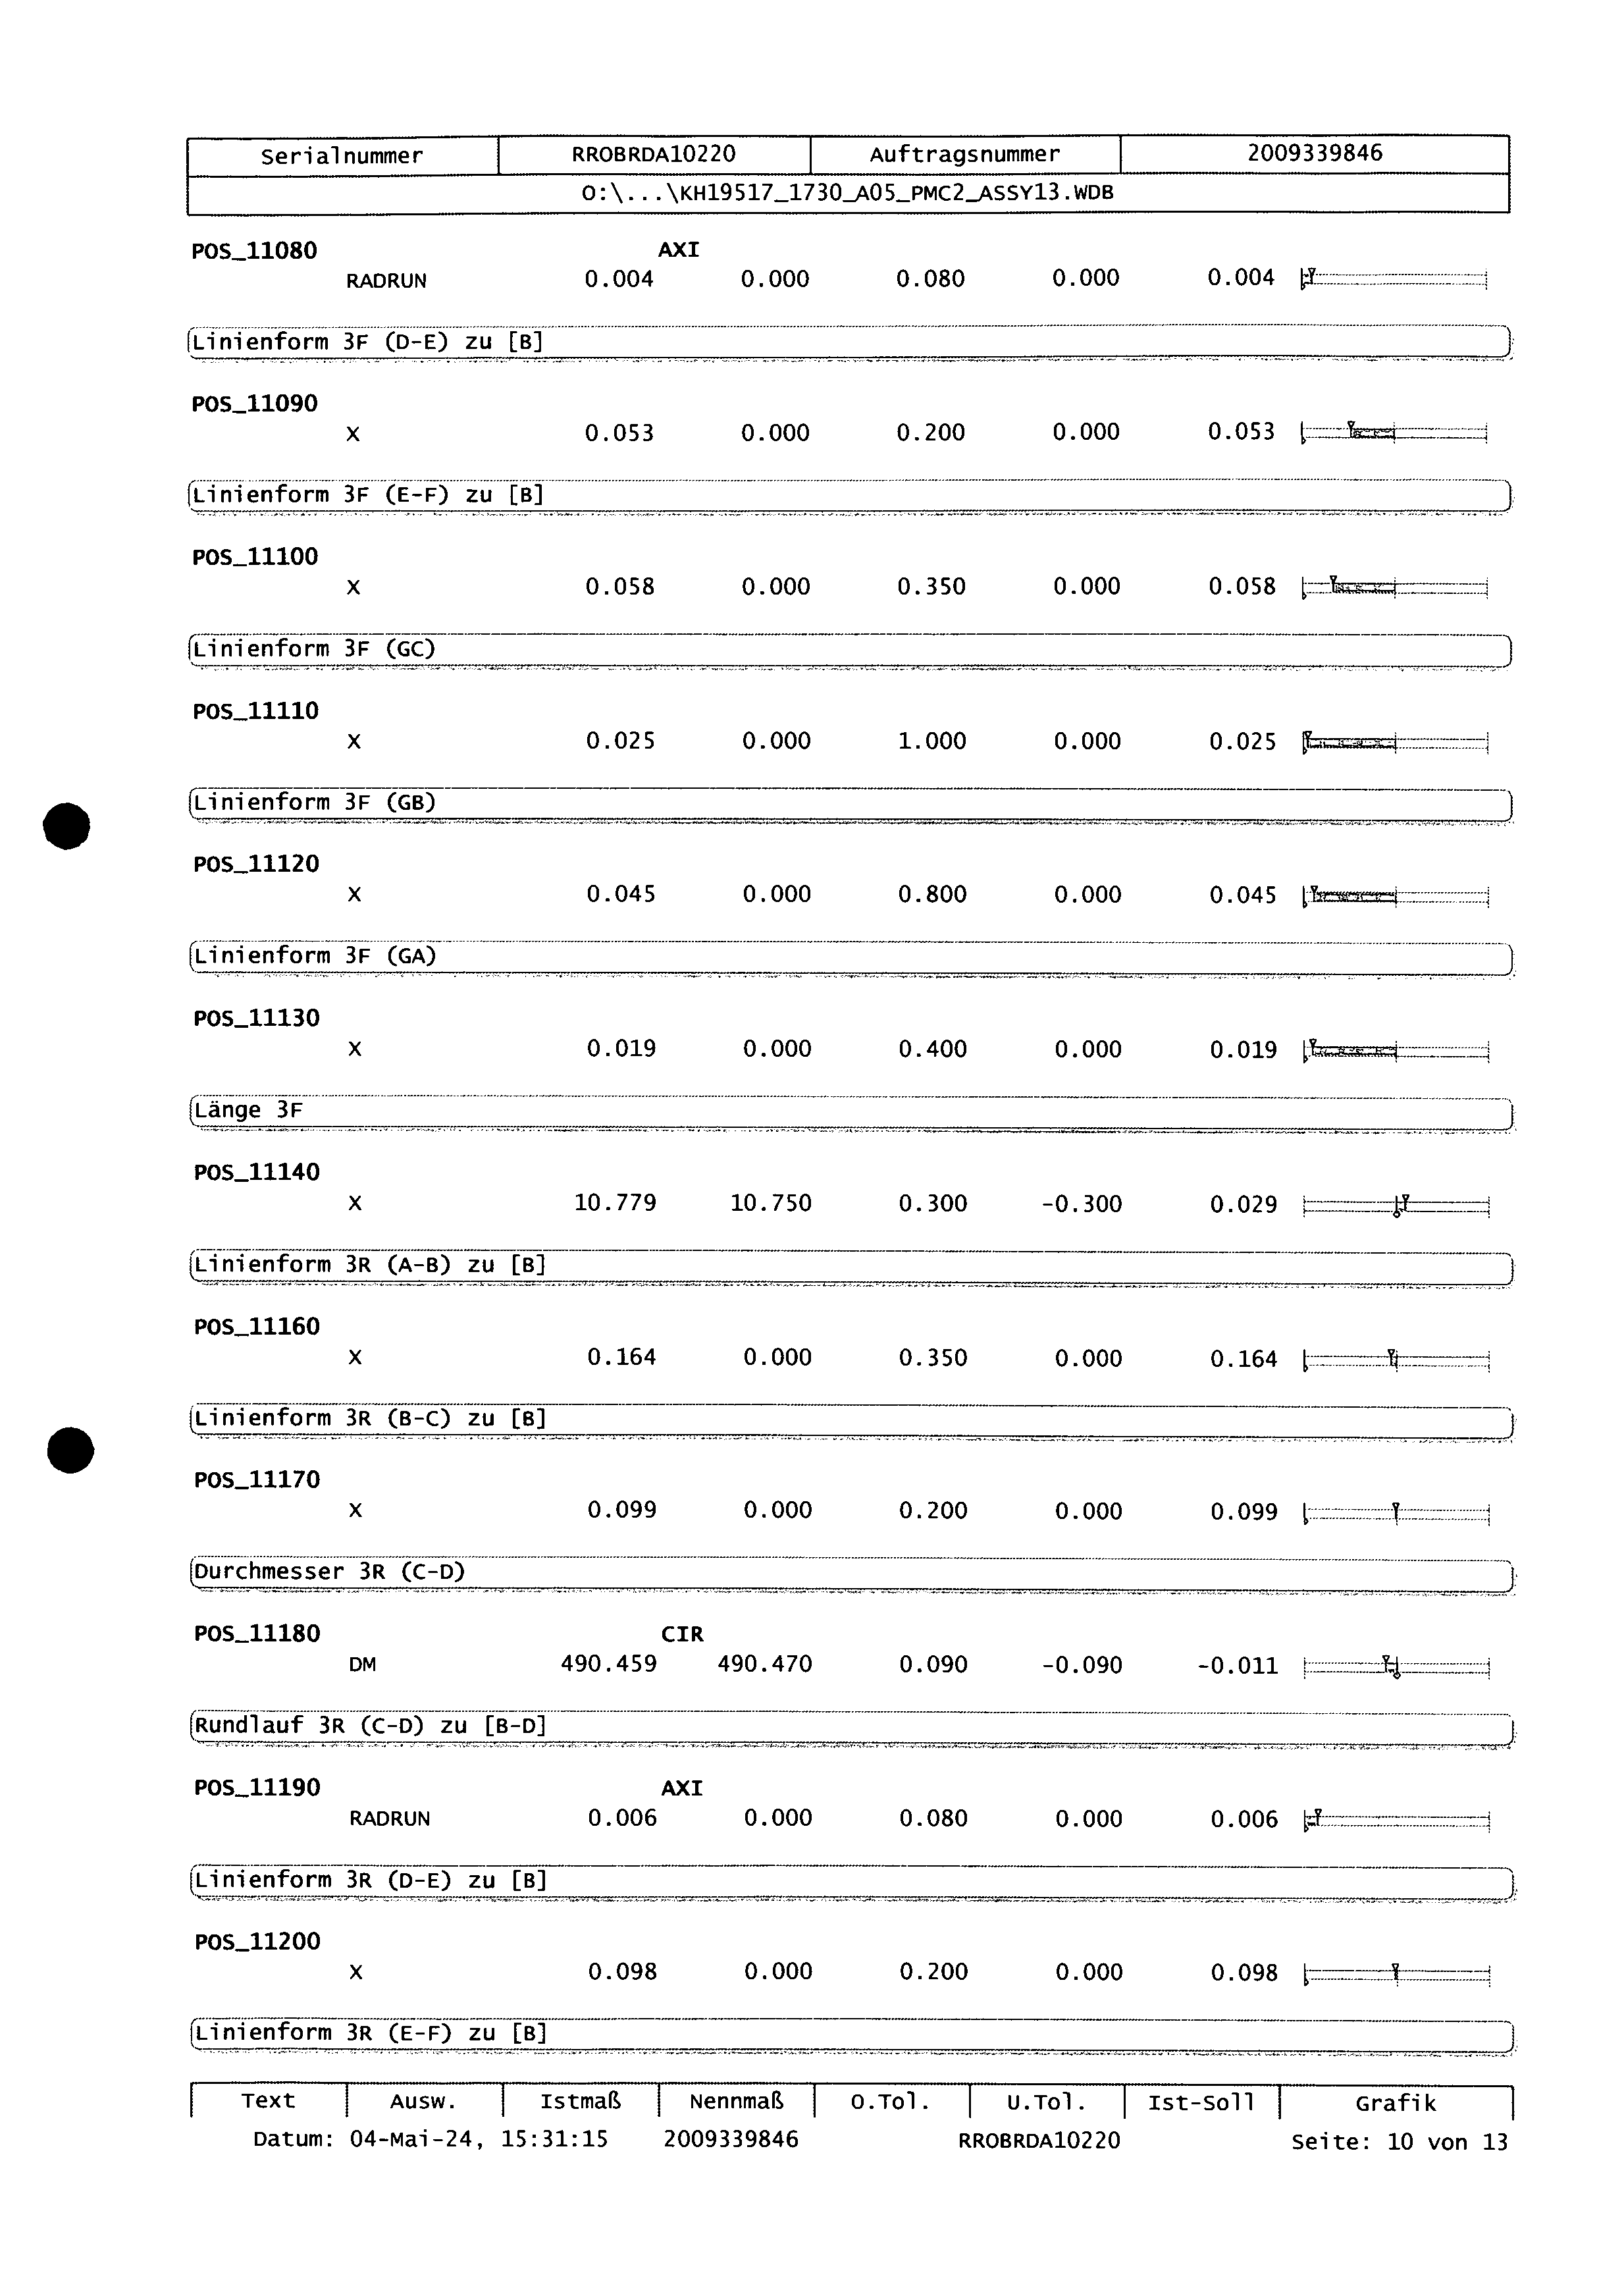 Serialnummer RROBRDA10220 Auftragsnummer 2009339846
O:\...\KH19517_1730_A05_PMC2_ASSY13.WDB
POS_11080 AXI
RADRUN 0.004 0.000 0.080 0.000 0.004
Linienform 3F (D-E) zu [B]
POS_11090
X 0.053 0.000 0.200 0.000 0.053
Linienform 3F (E-F) zu [B]
POS_11100
X 0.058 0.000 0.350 0.000 0.058
Linienform 3F (GC)
POS_11110
X 0.025 0.000 1.000 0.000 0.025
Linienform 3F (GB)
POS_11120
X 0.045 0.000 0.800 0.000 0.045
Linienform 3F (GA)
POS_11130
X 0.019 0.000 0.400 0.000 0.019
Länge 3F
POS_11140
X 10.779 10.750 0.300 -0.300 0.029
Linienform 3R (A-B) zu [B]
POS_11160
X 0.164 0.000 0.350 0.000 0.164
Linienform 3R (B-C) zu [B]
POS_11170
X 0.099 0.000 0.200 0.000 0.099
Durchmesser 3R (C-D)
POS_11180 CIR
DM 490.459 490.470 0.090 -0.090 -0.011
Rundlauf 3R (C-D) zu [B-D]
POS_11190 AXI
RADRUN 0.006 0.000 0.080 0.000 0.006
Linienform 3R (D-E) zu [B]
POS_11200
X 0.098 0.000 0.200 0.000 0.098
Linienform 3R (E-F) zu [B]
Text Ausw. Istmaß Nennmaß O.Tol. U.Tol. Ist-Soll Grafik
Datum: 04-Mai-24, 15:31:15 2009339846 RROBRDA10220 Seite: 10 von 13